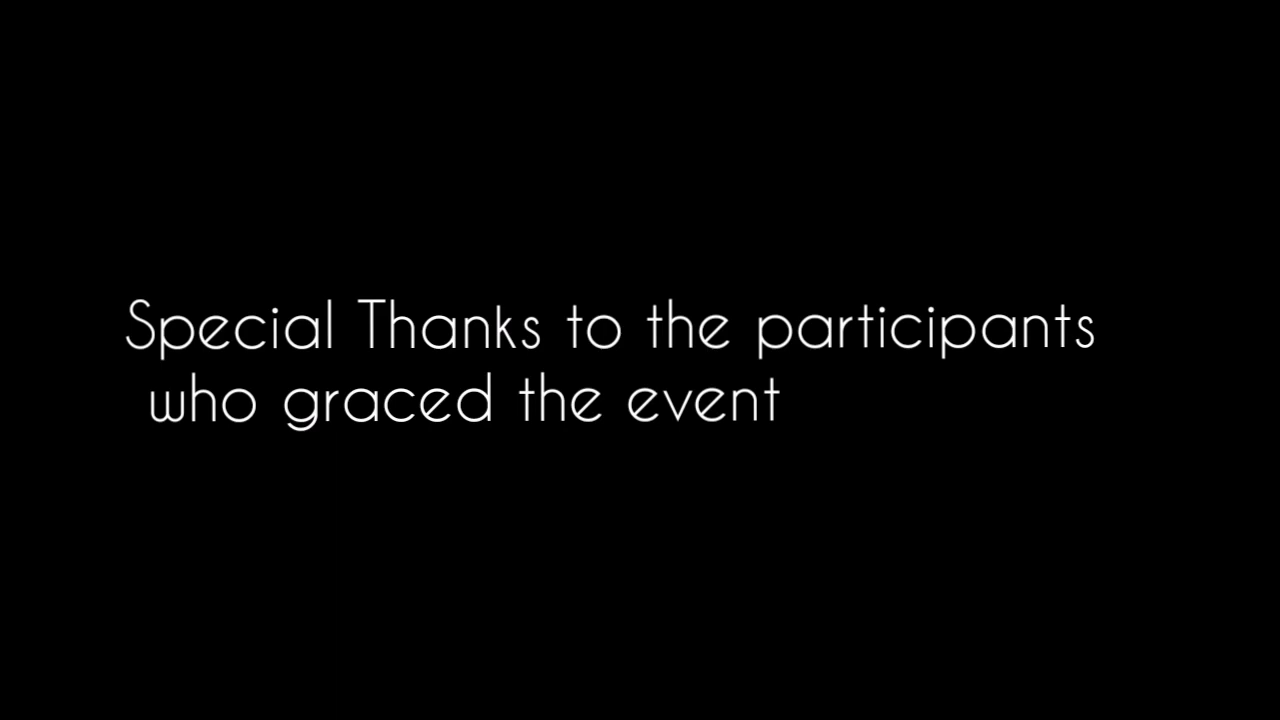 Special Thanks to the participants
who graced the event